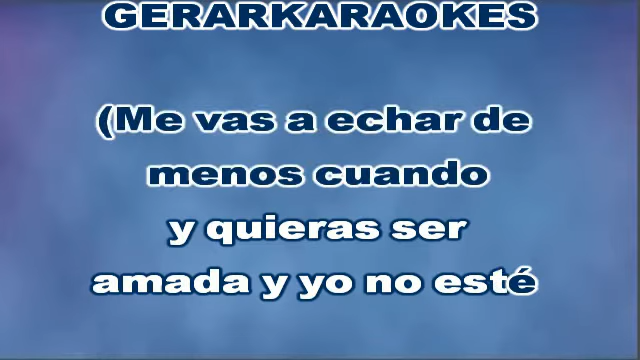 GERARKARAOKES
(Me vas a echar de
menos cuando
y quieras ser
amada y yo no esté